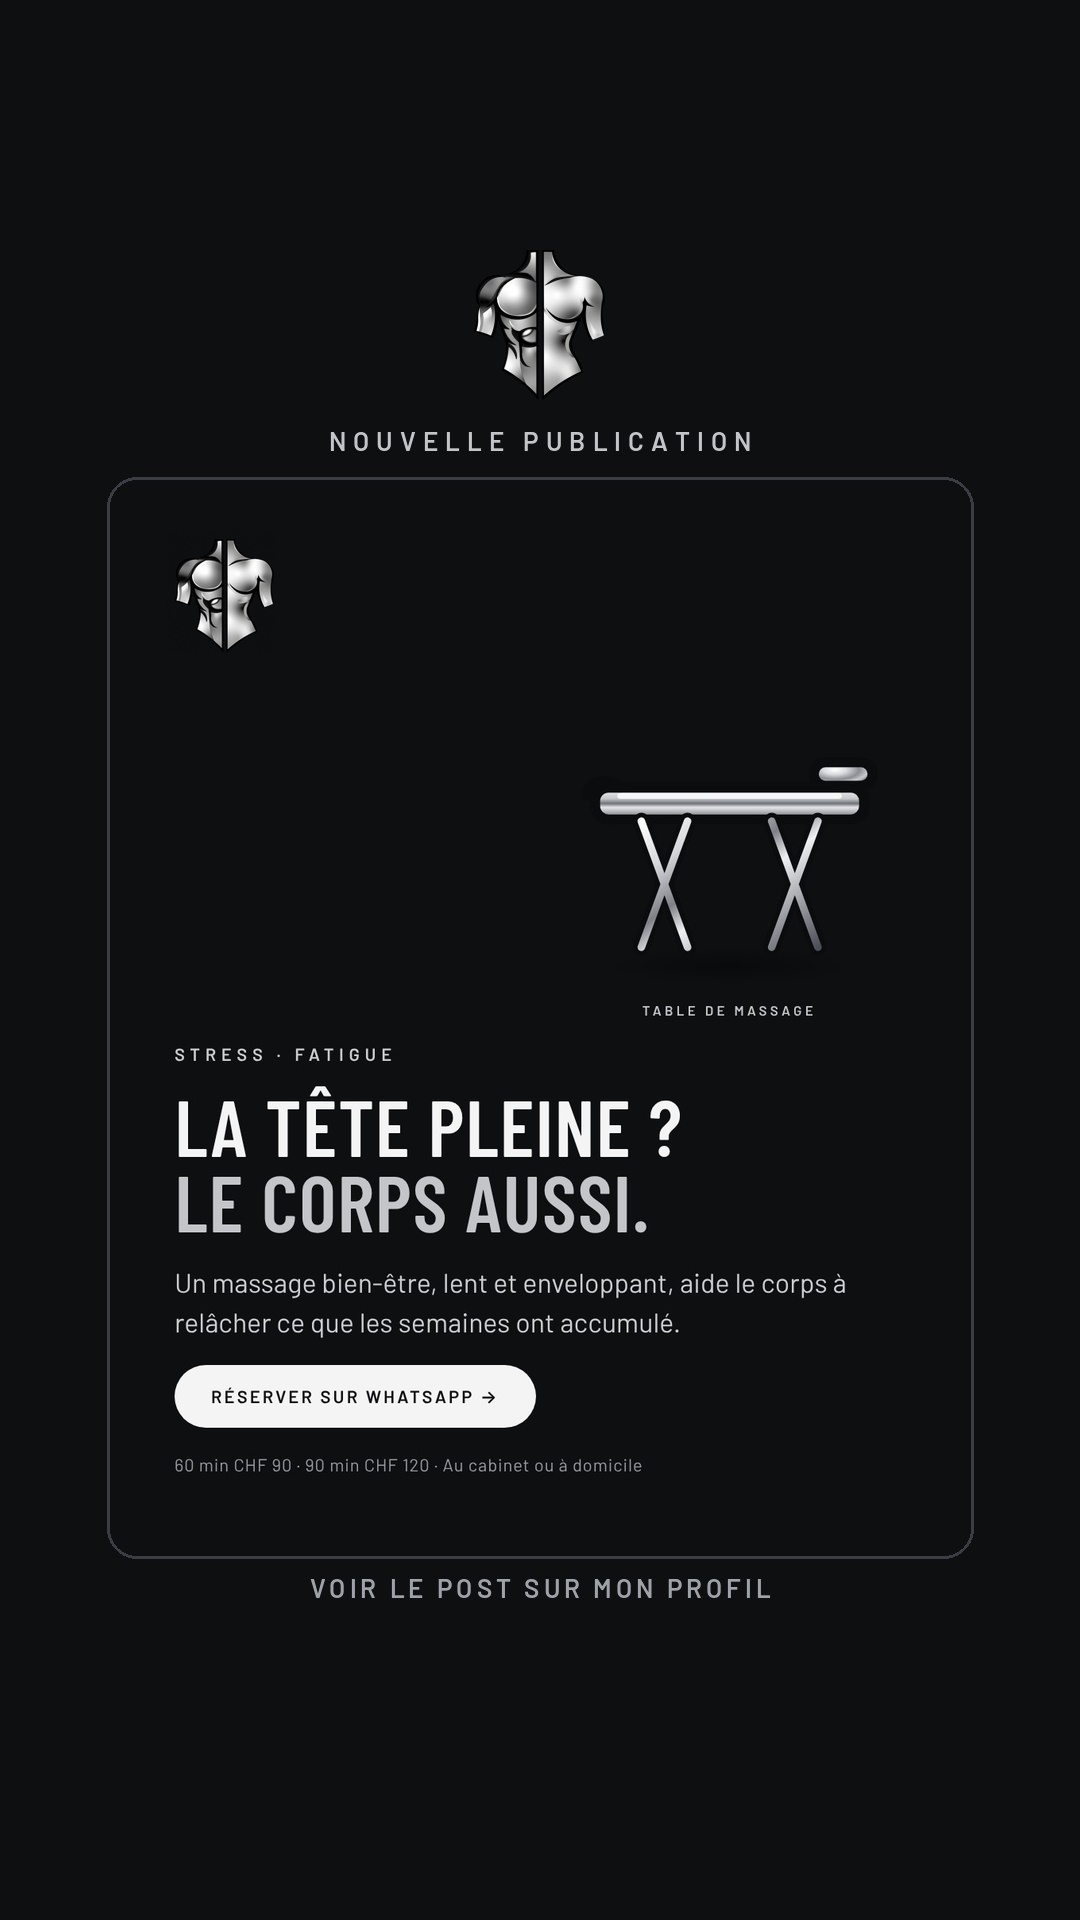 NOUVELLE PUBLICATION
TABLE DE MASSAGE
STRESS · FATIGUE
LA TÊTE PLEINE ?
LE CORPS AUSSI.
Un massage bien-être, lent et enveloppant, aide le corps à
relâcher ce que les semaines ont accumulé.
RÉSERVER SUR WHATSAPP →
60 min CHF 90 · 90 min CHF 120 · Au cabinet ou à domicile
VOIR LE POST SUR MON PROFIL